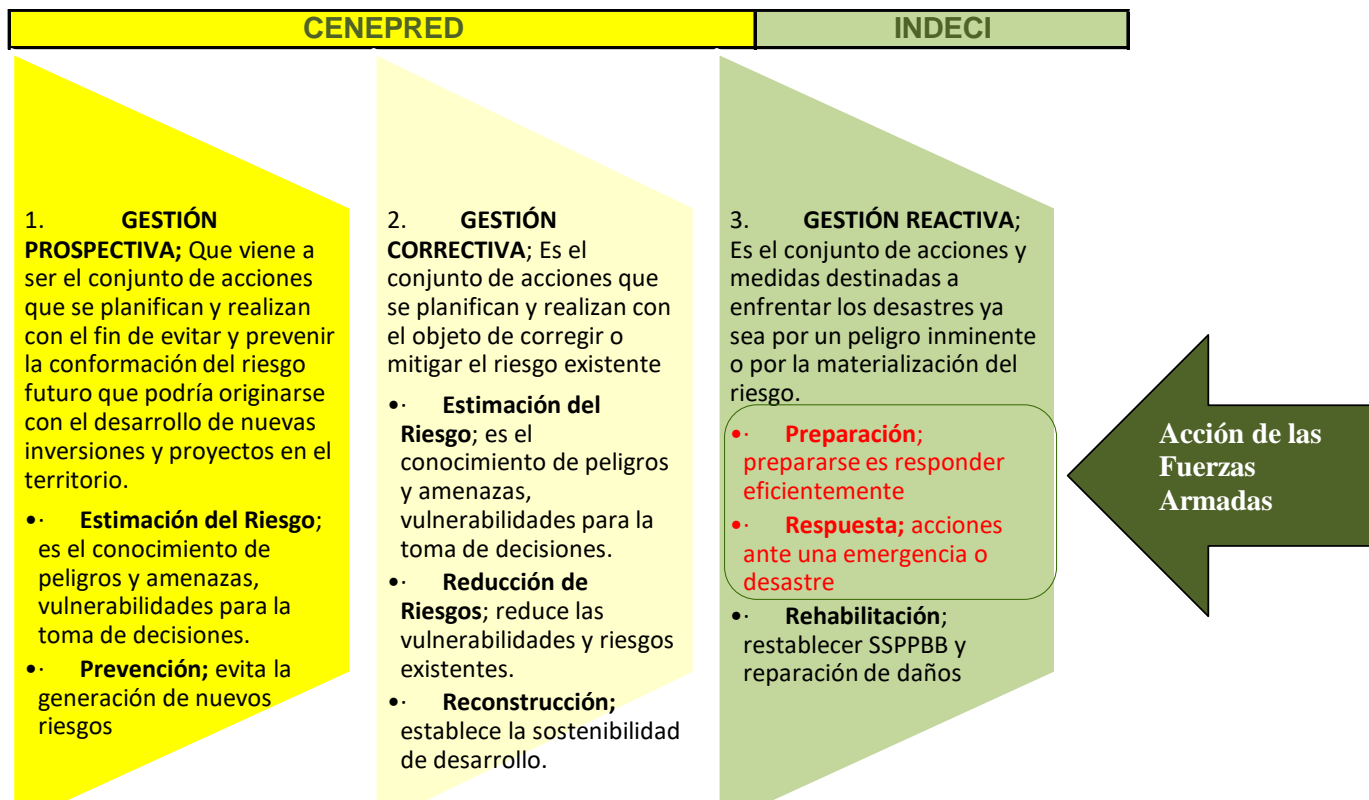 CENEPRED
INDECI
1. GESTIÓN
PROSPECTIVA; Que viene a
ser el conjunto de acciones
que se planifican y realizan
con el fin de evitar y prevenir
la conformación del riesgo
futuro que podría originarse
con el desarrollo de nuevas
inversiones y proyectos en el
territorio.
•· Estimación del Riesgo;
es el conocimiento de
peligros y amenazas,
vulnerabilidades para la
toma de decisiones.
•· Prevención; evita la
generación de nuevos
riesgos
2. GESTIÓN
CORRECTIVA; Es el
conjunto de acciones que
se planifican y realizan con
el objeto de corregir o
mitigar el riesgo existente
•· Estimación del
Riesgo; es el
conocimiento de peligros
y amenazas,
vulnerabilidades para la
toma de decisiones.
•· Reducción de
Riesgos; reduce las
vulnerabilidades y riesgos
existentes.
•· Reconstrucción;
establece la sostenibilidad
de desarrollo.
3. GESTIÓN REACTIVA;
Es el conjunto de acciones y
medidas destinadas a
enfrentar los desastres ya
sea por un peligro inminente
o por la materialización del
riesgo.
•· Preparación;
prepararse es responder
eficientemente
•· Respuesta; acciones
ante una emergencia o
desastre
•· Rehabilitación;
restablecer SSPPBB y
reparación de daños
Acción de las
Fuerzas
Armadas